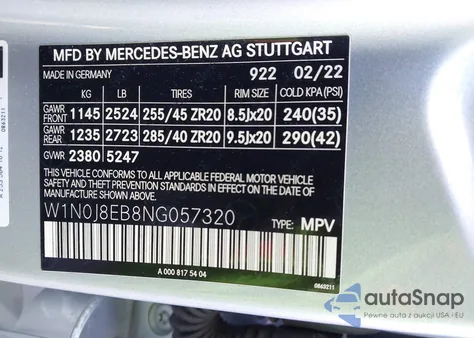 MFD BY MERCEDES-BENZ AG STUTTGART
MADE IN GERMANY 922 02/22
KG LB TIRES RIM SIZE COLD KPA (PSI)
GAWR FRONT 1145 2524 255/45 ZR20 8.5Jx20 240(35)
GAWR REAR 1235 2723 285/40 ZR20 9.5Jx20 290(42)
GVWR 2380 5247
THIS VEHICLE CONFORMS TO ALL APPLICABLE FEDERAL MOTOR VEHICLE
SAFETY AND THEFT PREVENTION STANDARDS IN EFFECT ON THE DATE OF
MANUFACTURE SHOWN ABOVE.
W1N0J8EB8NG057320 TYPE: MPV
A 000 817 54 04
0863211
0863211
autoSnap
Pewne auta z aukcji USA i EU